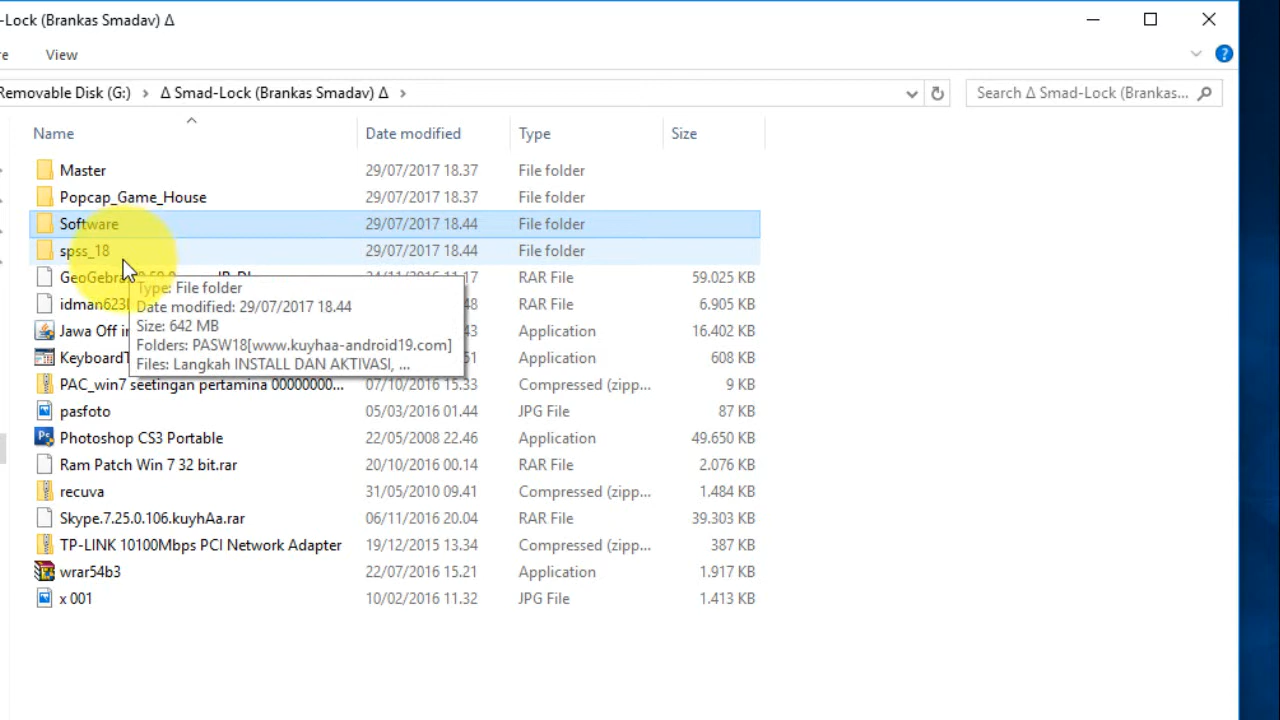 -Lock (Brankas Smadav) Δ
re View
Removable Disk (G:) Δ Smad-Lock (Brankas Smadav) Δ Search Δ Smad-Lock (Brankas...
Name Date modified Type Size
Master 29/07/2017 18.37 File folder
Popcap_Game_House 29/07/2017 18.37 File folder
Software 29/07/2017 18.44 File folder
spss_18 29/07/2017 18.44 File folder
RAR File 59.025 KB
Type: File folder
RAR File 6.905 KB
Date modified: 29/07/2017 18.44
Jawa Off Application 16.402 KB
Size: 642 MB
Application 608 KB
Folders: PASW18[www.kuyhaa-android19.com]
Files: Langkah INSTALL DAN AKTIVASI, ...
PAC_win7 seetingan pertamina 00000000... 07/10/2016 15.33 Compressed (zipp... 9 KB
pasfoto 05/03/2016 01.44 JPG File 87 KB
Photoshop CS3 Portable 22/05/2008 22.46 Application 49.650 KB
Ram Patch Win 7 32 bit.rar 20/10/2016 00.14 RAR File 2.076 KB
recuva 31/05/2010 09.41 Compressed (zipp... 1.484 KB
Skype.7.25.0.106.kuyhAa.rar 06/11/2016 20.04 RAR File 39.303 KB
TP-LINK 10100Mbps PCI Network Adapter 19/12/2015 13.34 Compressed (zipp... 387 KB
wrar54b3 22/07/2016 15.21 Application 1.917 KB
x 001 10/02/2016 11.32 JPG File 1.413 KB